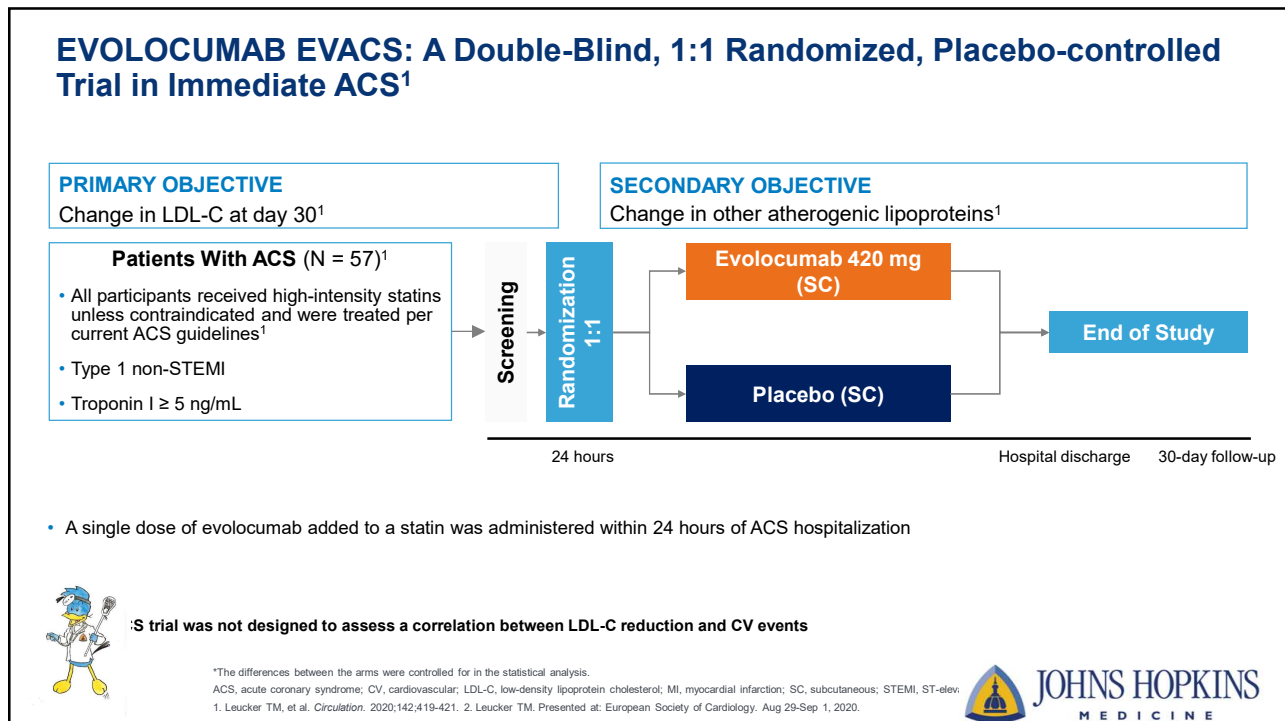 EVOLOCUMAB EVACS: A Double-Blind, 1:1 Randomized, Placebo-controlled
Trial in Immediate ACS1
PRIMARY OBJECTIVE
Change in LDL-C at day 301
SECONDARY OBJECTIVE
Change in other atherogenic lipoproteins1
Patients With ACS (N = 57)1
• All participants received high-intensity statins
unless contraindicated and were treated per
current ACS guidelines1
• Type 1 non-STEMI
• Troponin I ≥ 5 ng/mL
Screening
Randomization
1:1
Evolocumab 420 mg
(SC)
Placebo (SC)
End of Study
24 hours
Hospital discharge
30-day follow-up
• A single dose of evolocumab added to a statin was administered within 24 hours of ACS hospitalization
S trial was not designed to assess a correlation between LDL-C reduction and CV events
*The differences between the arms were controlled for in the statistical analysis.
ACS, acute coronary syndrome; CV, cardiovascular; LDL-C, low-density lipoprotein cholesterol; MI, myocardial infarction; SC, subcutaneous; STEMI,
1. Leucker TM, et al. Circulation. 2020;142;419-421. 2. Leucker TM. Presented at: European Society of Cardiology. Aug 29-Sep 1, 2020.
JOHNS HOPKINS
MEDICINE